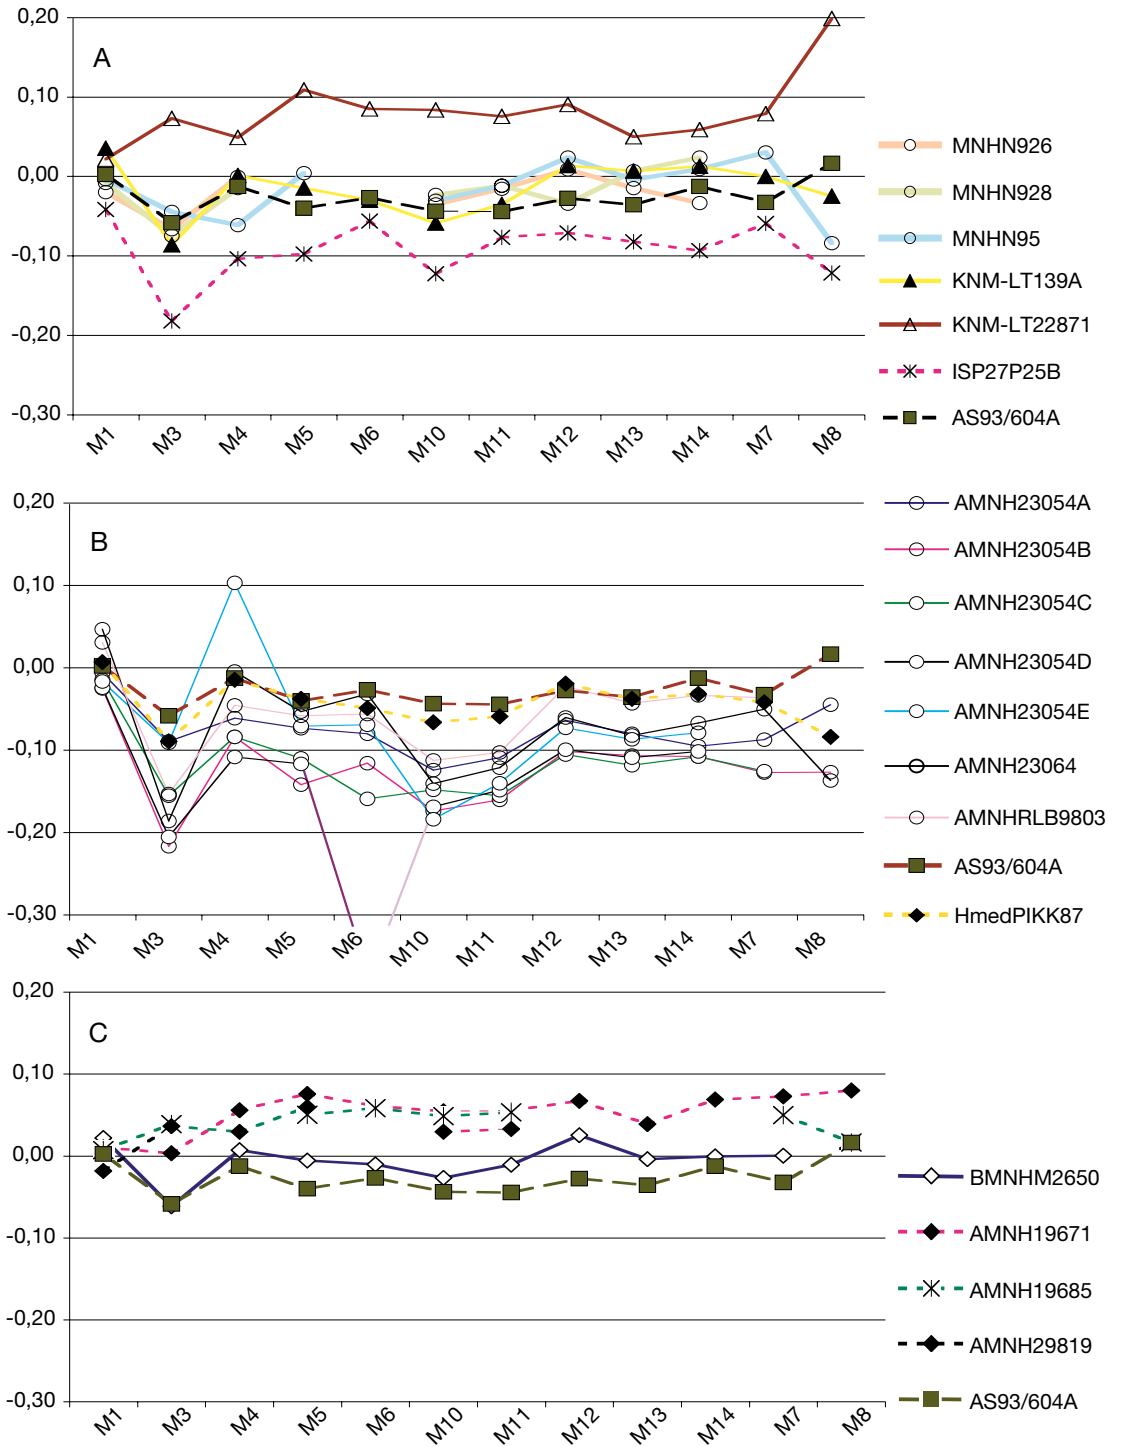 A
0,20
0,10
0,00
-0,10
-0,20
-0,30
M1 M3 M4 M5 M6 M10 M11 M12 M13 M14 M7 M8
MNHN926
MNHN928
MNHN95
KNM-LT139A
KNM-LT22871
ISP27P25B
AS93/604A
B
0,20
0,10
0,00
-0,10
-0,20
-0,30
M1 M3 M4 M5 M6 M10 M11 M12 M13 M14 M7 M8
AMNH23054A
AMNH23054B
AMNH23054C
AMNH23054D
AMNH23054E
AMNH23064
AMNHRLB9803
AS93/604A
HmedPIKK87
C
0,20
0,10
0,00
-0,10
-0,20
-0,30
M1 M3 M4 M5 M6 M10 M11 M12 M13 M14 M7 M8
BMNHM2650
AMNH19671
AMNH19685
AMNH29819
AS93/604A